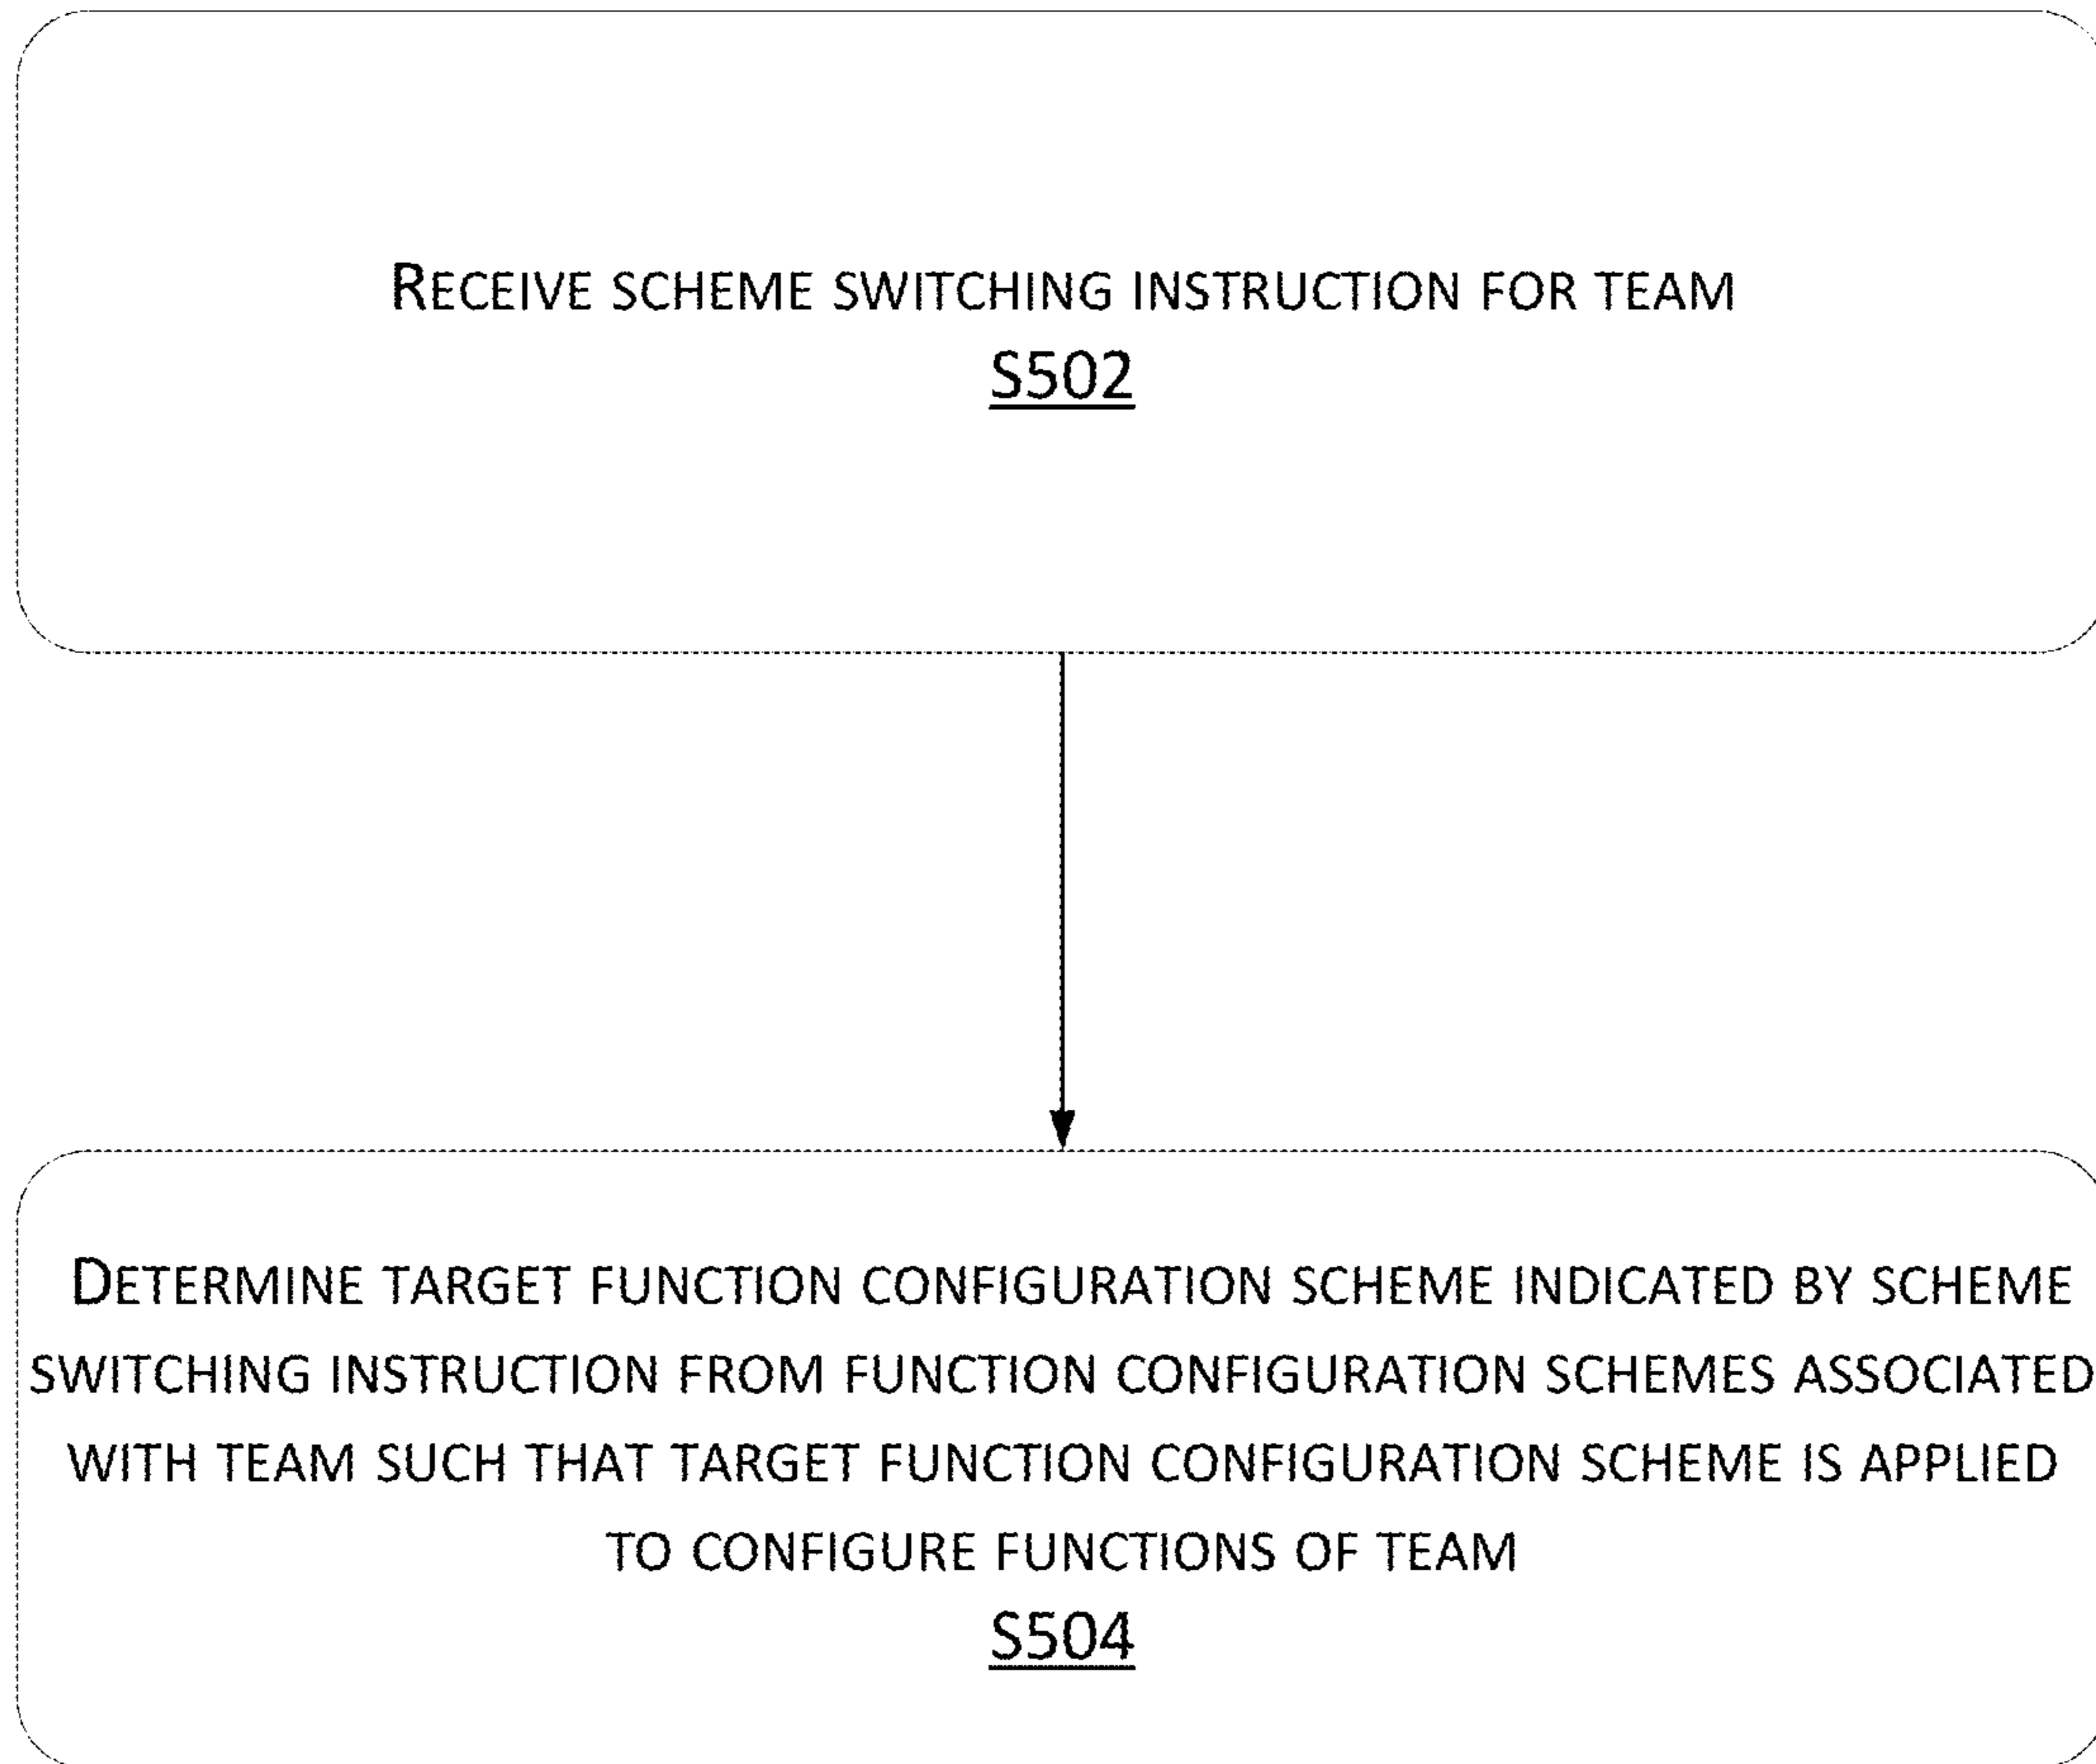 RECEIVE SCHEME SWITCHING INSTRUCTION FOR TEAM
S502
DETERMINE TARGET FUNCTION CONFIGURATION SCHEME INDICATED BY SCHEME
SWITCHING INSTRUCTION FROM FUNCTION CONFIGURATION SCHEMES ASSOCIATED
WITH TEAM SUCH THAT TARGET FUNCTION CONFIGURATION SCHEME IS APPLIED
TO CONFIGURE FUNCTIONS OF TEAM
S504